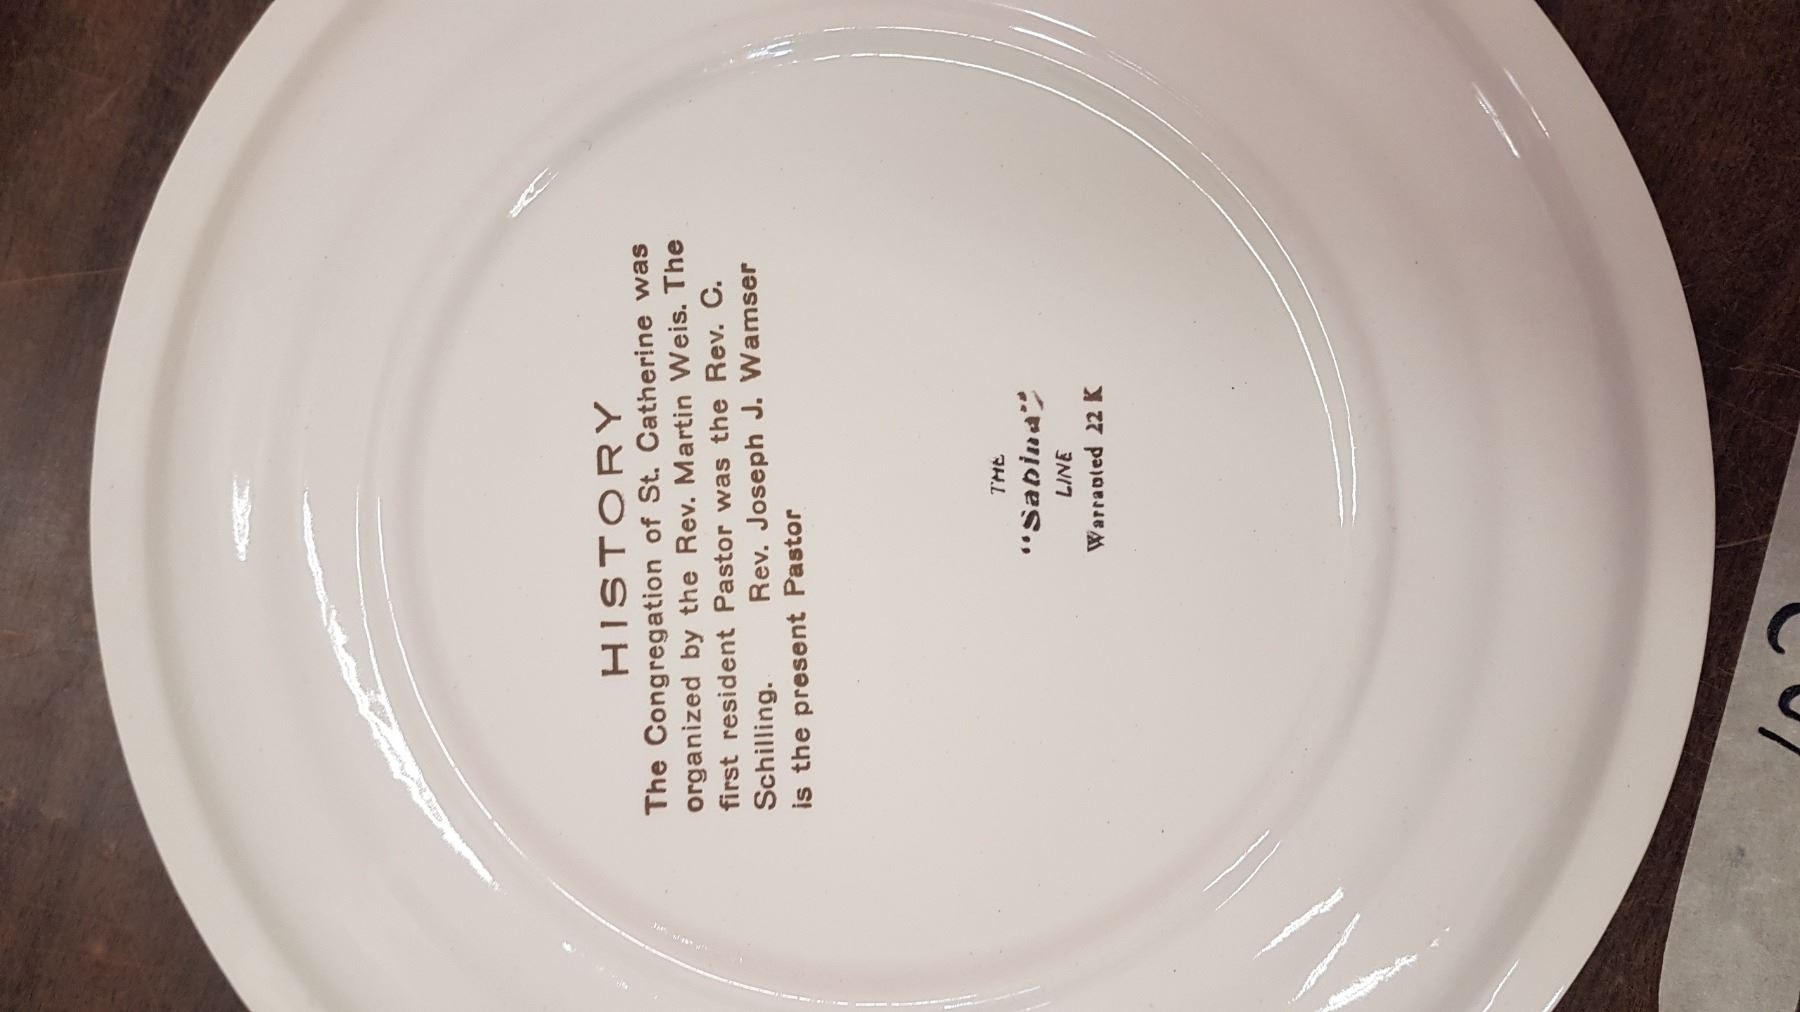 HISTORY
The Congregation of St. Catherine was
organized by the Rev. Martin Weis. The
first resident Pastor was the Rev. C.
Schilling. Rev. Joseph J. Wamser
is the present Pastor
THE
"Sabina"
LINE
Warranted 22 K